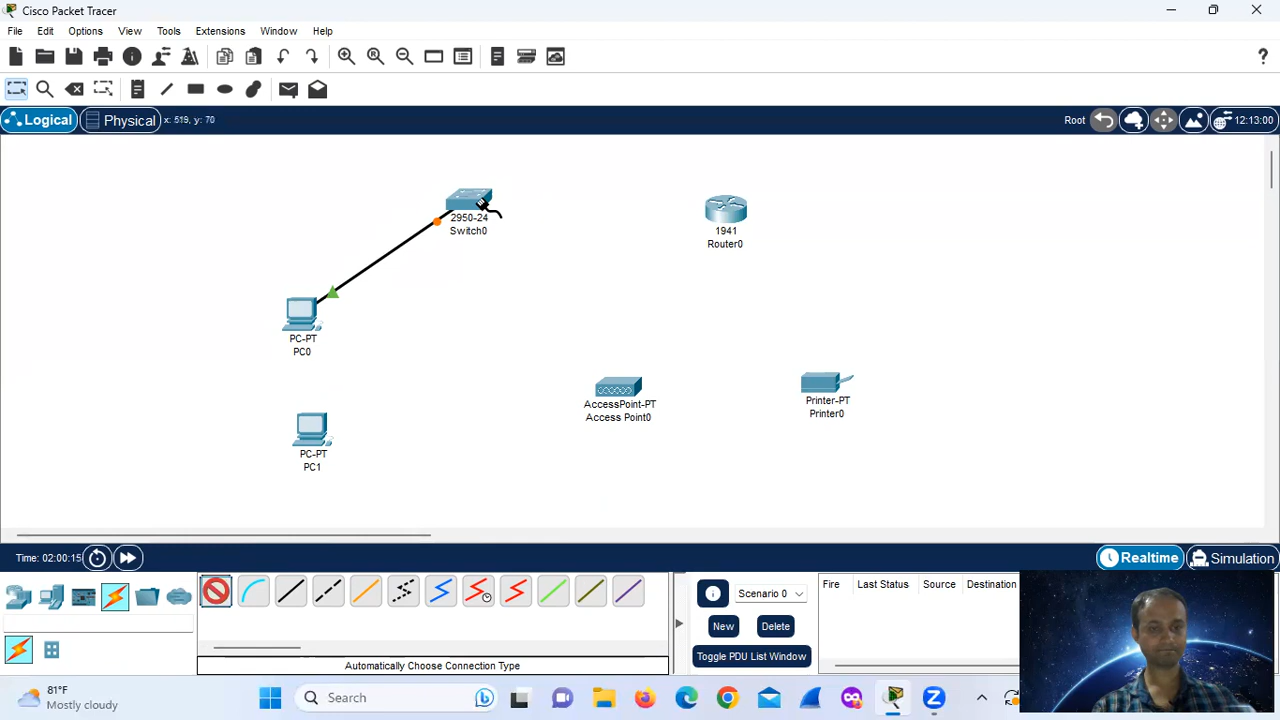 Cisco Packet Tracer
File Edit Options View Tools Extensions Window Help
Logical Physical x: 519, y: 70 Root 12:13:00
2950-24
Switch0
1941
Router0
PC-PT
PC0
AccessPoint-PT
Access Point0
Printer-PT
Printer0
PC-PT
PC1
Time: 02:00:15 Realtime Simulation
Scenario 0 Fire Last Status Source Destination
New Delete
Toggle PDU List Window
Automatically Choose Connection Type
81°F
Mostly cloudy
Search